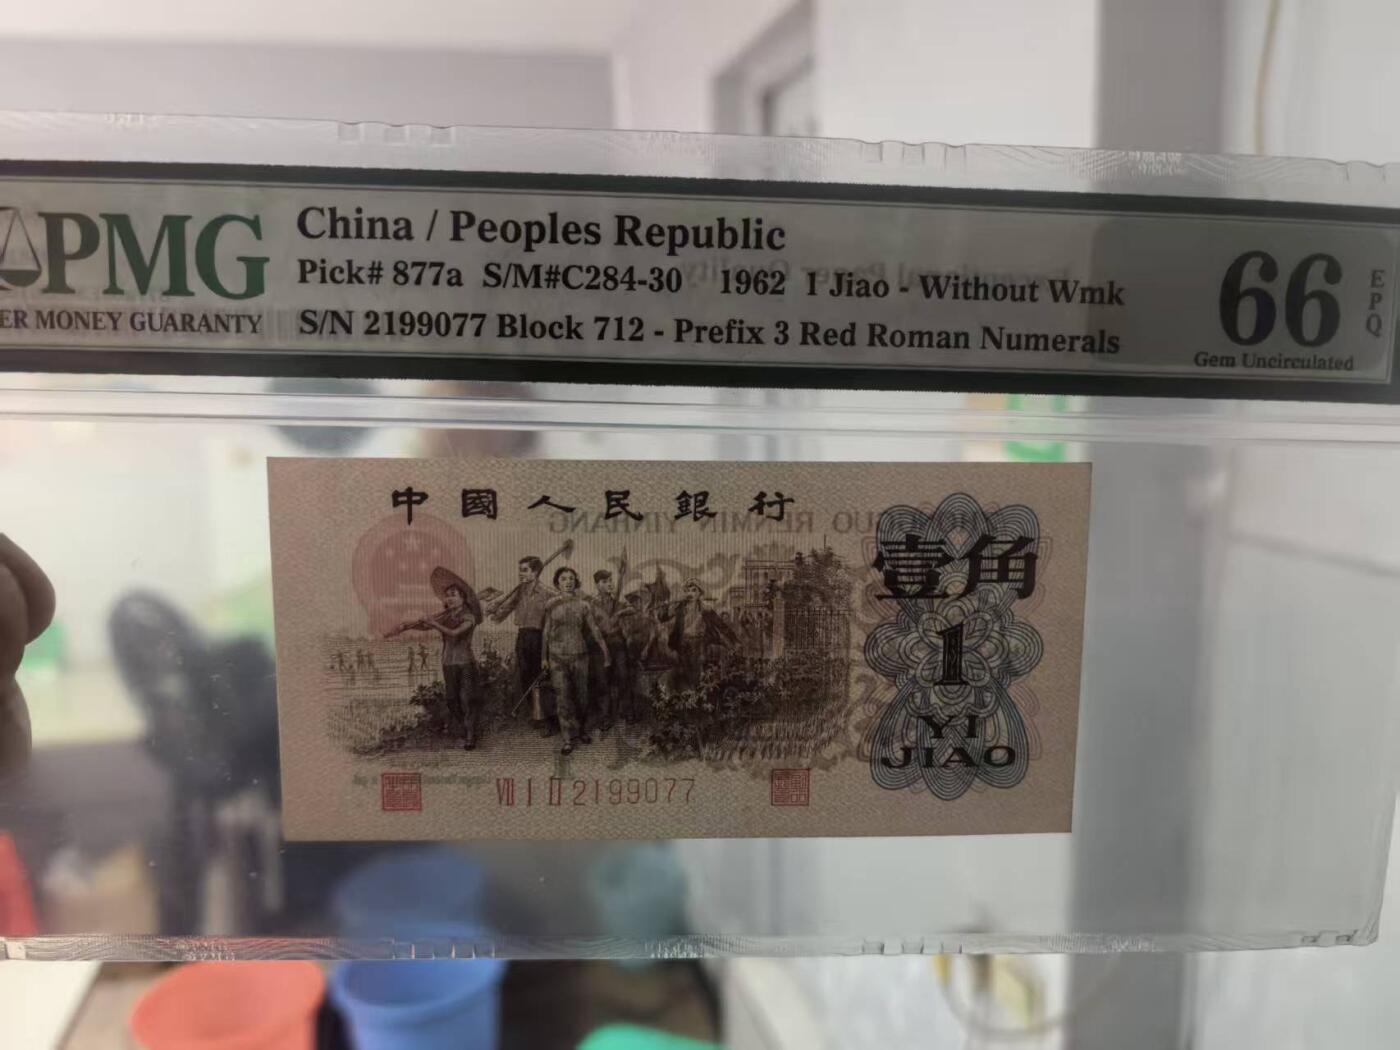 PMG
China / Peoples Republic
Pick# 877a S/M#C284-30 1962 1 Jiao - Without Wmk
ER MONEY GUARANTY
S/N 2199077 Block 712 - Prefix 3 Red Roman Numerals
66
EPQ
Gem Uncirculated
中國人民銀行
壹角
1
YI
JIAO
VII I II 2199077